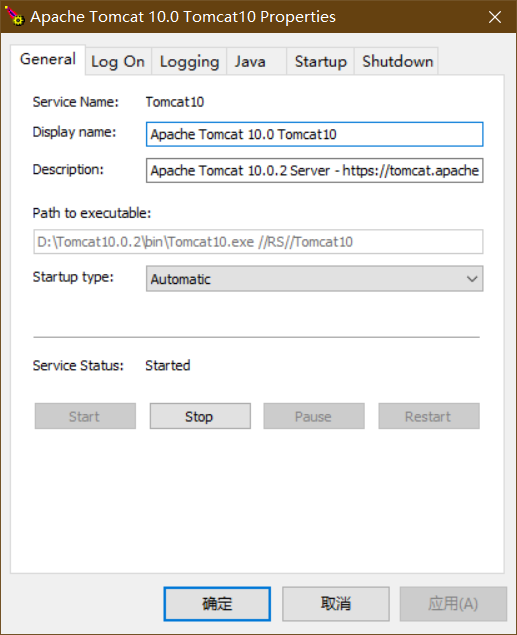 Apache Tomcat 10.0 Tomcat10 Properties
General Log On Logging Java Startup Shutdown
Service Name: Tomcat10
Display name: Apache Tomcat 10.0 Tomcat10
Description: Apache Tomcat 10.0.2 Server - https://tomcat.apache
Path to executable:
D:\Tomcat10.0.2\bin\Tomcat10.exe //RS//Tomcat10
Startup type: Automatic
Service Status: Started
Start Stop Pause Restart
确定 取消 应用(A)